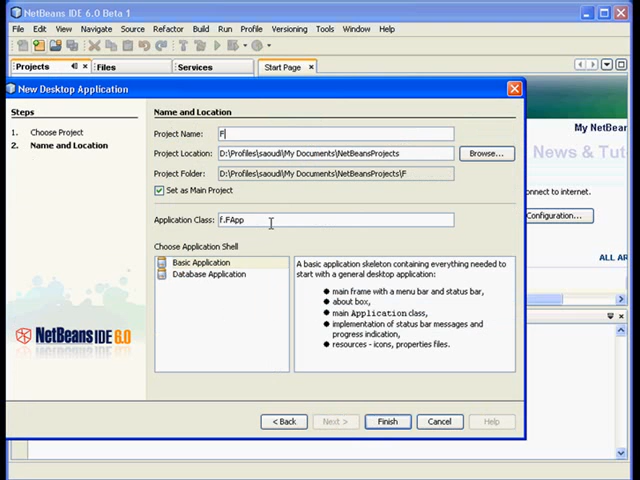 NetBeans IDE 6.0 Beta 1
File Edit View Navigate Source Refactor Build Run Profile Versioning Tools Window Help
Projects Files Services Start Page
New Desktop Application
Steps
1. Choose Project
2. Name and Location
Name and Location
Project Name: F
Project Location: D:\Profiles\saoudi\My Documents\NetBeansProjects Browse...
Project Folder: D:\Profiles\saoudi\My Documents\NetBeansProjects\F
Set as Main Project
Application Class: f.FApp
Choose Application Shell
Basic Application
Database Application
A basic application skeleton containing everything needed to
start with a general desktop application:
main frame with a menu bar and status bar,
about box,
main Application class,
implementation of status bar messages and
progress indication,
resources - icons, properties files.
NetBeans IDE 6.0
< Back Next > Finish Cancel Help
My NetBean
News & Tut
onnect to internet.
Configuration...
ALL AR